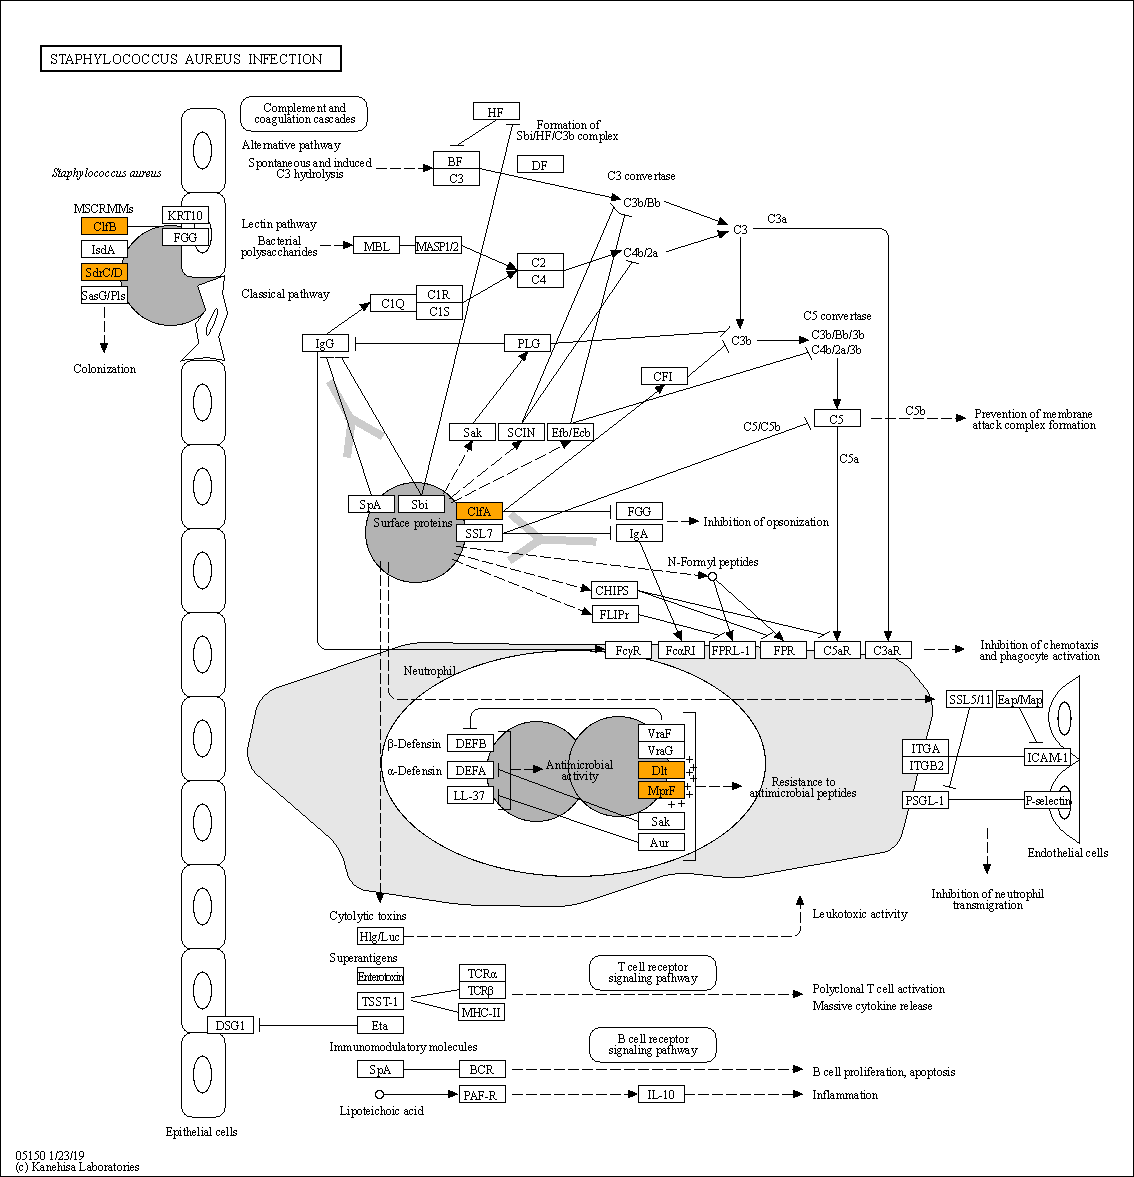 STAPHYLOCOCCUS AUREUS INFECTION
Complement and
coagulation cascades
HF
Formation of
Sbi/HF/C3b complex
Alternative pathway
Spontaneous and induced
C3 hydrolysis
BF
C3
DF
C3 convertase
C3b/Bb
C3a
C3
Staphylococcus aureus
MSCRMMs
ClfB
KRT10
FGG
IsdA
SdrC/D
SasG/Pls
Colonization
Lectin pathway
Bacterial
polysaccharides
MBL
MASP1/2
C2
C4
C4b/2a
Classical pathway
C1Q
C1R
C1S
IgG
PLG
C3b
C5 convertase
C3b/Bb/3b
C4b/2a/3b
CFI
C5
C5b
Prevention of membrane
attack complex formation
C5/C5b
C5a
Sak
SCIN
Efb/Ecb
SpA
Sbi
Surface proteins
ClfA
SSL7
FGG
IgA
Inhibition of opsonization
N-Formyl peptides
CHIPS
FLIPr
FcγR
FcαRI
FPRL-1
FPR
C5aR
C3aR
Inhibition of chemotaxis
and phagocyte activation
Neutrophil
SSL5/11
Eap/Map
β-Defensin
DEFB
α-Defensin
DEFA
LL-37
Antimicrobial
activity
VraF
VraG
Dlt
MprF
Sak
Aur
+
+
+
+
+
+
+ +
Resistance to
antimicrobial peptides
ITGA
ITGB2
ICAM-1
PSGL-1
P-selectin
Endothelial cells
Inhibition of neutrophil
transmigration
Cytolytic toxins
Hlg/Luc
Leukotoxic activity
Superantigens
Enterotoxin
TSST-1
Eta
DSG1
TCRα
TCRβ
MHC-II
T cell receptor
signaling pathway
Polyclonal T cell activation
Massive cytokine release
Immunomodulatory molecules
B cell receptor
signaling pathway
SpA
BCR
B cell proliferation, apoptosis
Lipoteichoic acid
PAF-R
IL-10
Inflammation
Epithelial cells
05150 1/23/19
(c) Kanehisa Laboratories